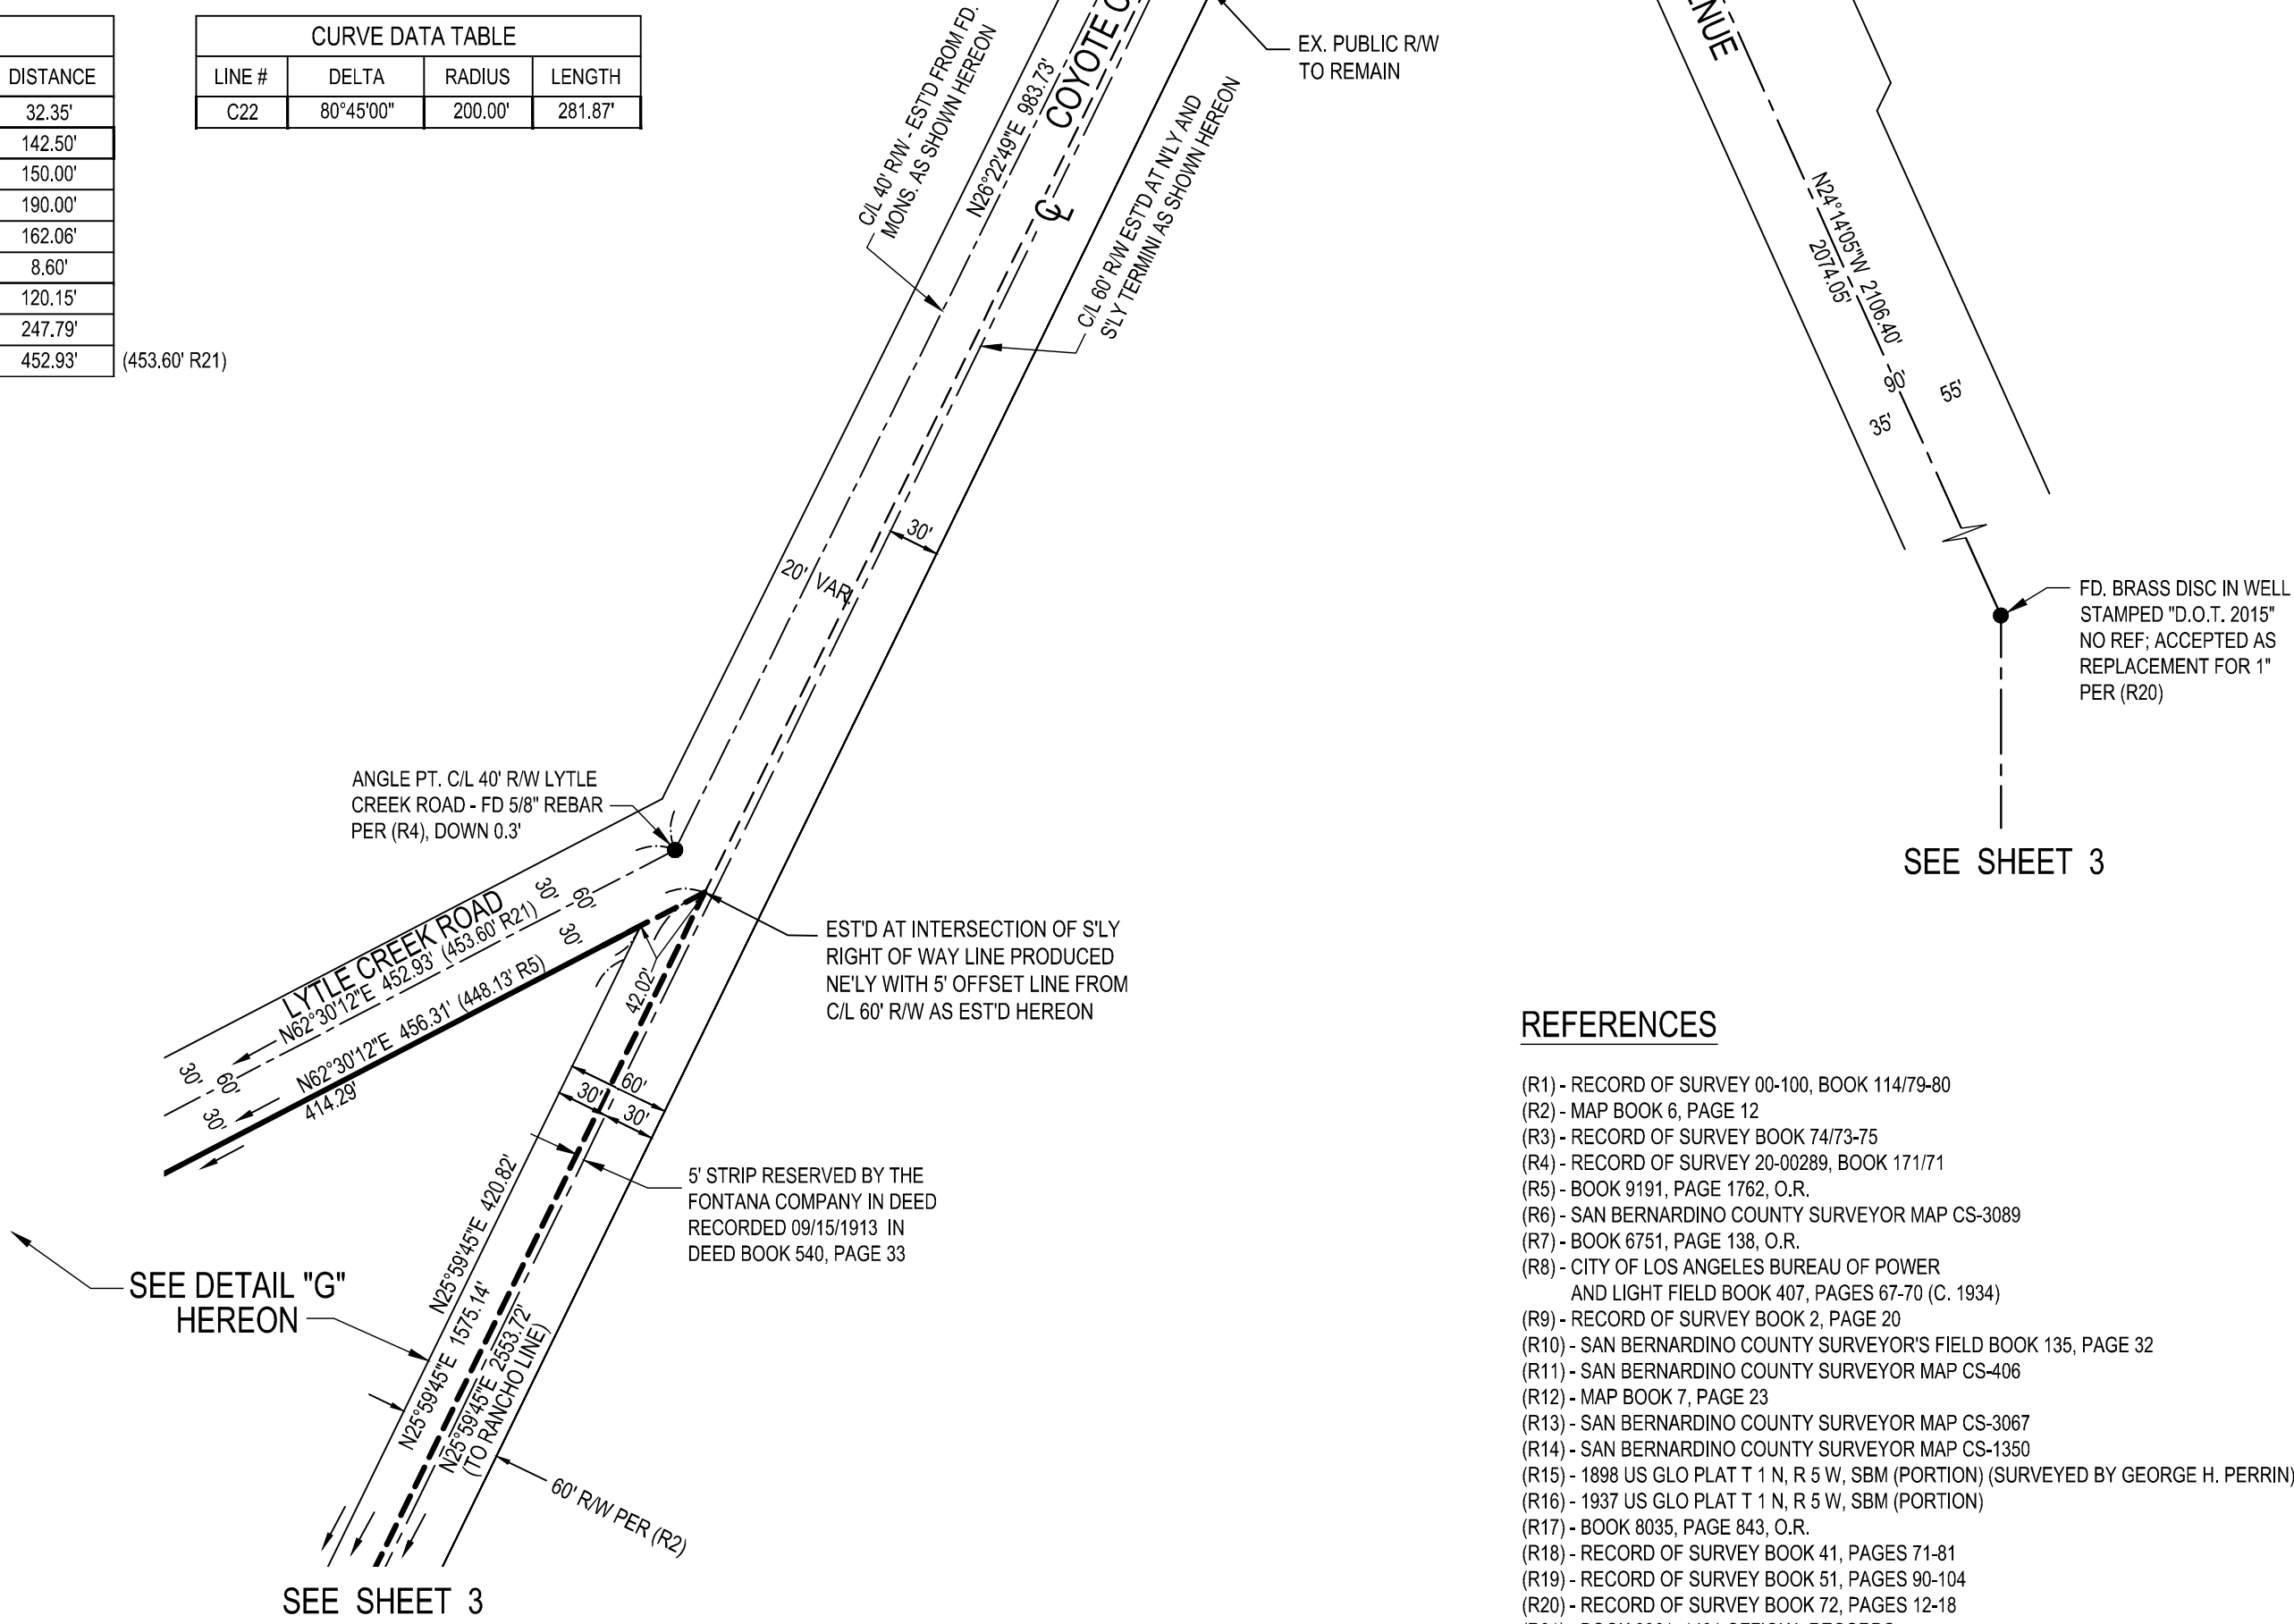 DISTANCE
32.35'
142.50'
150.00'
190.00'
162.06'
8.60'
120.15'
247.79'
452.93' (453.60' R21)
CURVE DATA TABLE
LINE # DELTA RADIUS LENGTH
C22 80°45'00" 200.00' 281.87'
C/L 40' R/W - EST'D FROM FD.
MONS. AS SHOWN HEREON
N26°22'49"E 983.73'
COYOTE
C/L 60' R/W EST'D AT N'LY AND
S'LY TERMINI AS SHOWN HEREON
EX. PUBLIC R/W
TO REMAIN
30'
20' VAR.
N24°14'05"W 2106.40'
2074.05'
90'
55'
35'
FD. BRASS DISC IN WELL
STAMPED "D.O.T. 2015"
NO REF; ACCEPTED AS
REPLACEMENT FOR 1"
PER (R20)
SEE SHEET 3
ANGLE PT. C/L 40' R/W LYTLE
CREEK ROAD - FD 5/8" REBAR
PER (R4), DOWN 0.3'
LYTLE CREEK ROAD
N62°30'12"E 452.93' (453.60' R21)
N62°30'12"E 456.31' (448.13' R5)
414.29'
30'
60'
30'
30'
60'
30'
42.02'
EST'D AT INTERSECTION OF S'LY
RIGHT OF WAY LINE PRODUCED
NE'LY WITH 5' OFFSET LINE FROM
C/L 60' R/W AS EST'D HEREON
60'
30'
30'
5' STRIP RESERVED BY THE
FONTANA COMPANY IN DEED
RECORDED 09/15/1913 IN
DEED BOOK 540, PAGE 33
N25°59'45"E 420.82'
N25°59'45"E 1575.14'
N25°59'45"E 2553.72'
(TO RANCHO LINE)
SEE DETAIL "G"
HEREON
60' R/W PER (R2)
SEE SHEET 3
REFERENCES
(R1) - RECORD OF SURVEY 00-100, BOOK 114/79-80
(R2) - MAP BOOK 6, PAGE 12
(R3) - RECORD OF SURVEY BOOK 74/73-75
(R4) - RECORD OF SURVEY 20-00289, BOOK 171/71
(R5) - BOOK 9191, PAGE 1762, O.R.
(R6) - SAN BERNARDINO COUNTY SURVEYOR MAP CS-3089
(R7) - BOOK 6751, PAGE 138, O.R.
(R8) - CITY OF LOS ANGELES BUREAU OF POWER
AND LIGHT FIELD BOOK 407, PAGES 67-70 (C. 1934)
(R9) - RECORD OF SURVEY BOOK 2, PAGE 20
(R10) - SAN BERNARDINO COUNTY SURVEYOR'S FIELD BOOK 135, PAGE 32
(R11) - SAN BERNARDINO COUNTY SURVEYOR MAP CS-406
(R12) - MAP BOOK 7, PAGE 23
(R13) - SAN BERNARDINO COUNTY SURVEYOR MAP CS-3067
(R14) - SAN BERNARDINO COUNTY SURVEYOR MAP CS-1350
(R15) - 1898 US GLO PLAT T 1 N, R 5 W, SBM (PORTION) (SURVEYED BY GEORGE H. PERRIN)
(R16) - 1937 US GLO PLAT T 1 N, R 5 W, SBM (PORTION)
(R17) - BOOK 8035, PAGE 843, O.R.
(R18) - RECORD OF SURVEY BOOK 41, PAGES 71-81
(R19) - RECORD OF SURVEY BOOK 51, PAGES 90-104
(R20) - RECORD OF SURVEY BOOK 72, PAGES 12-18